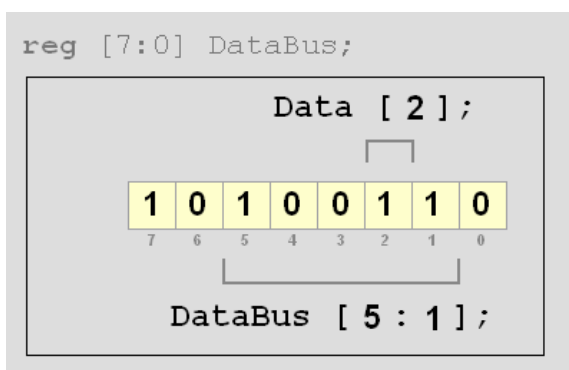 reg [7:0] DataBus;
Data [ 2 ];
1 0 1 0 0 1 1 0
7 6 5 4 3 2 1 0
DataBus [ 5 : 1 ];